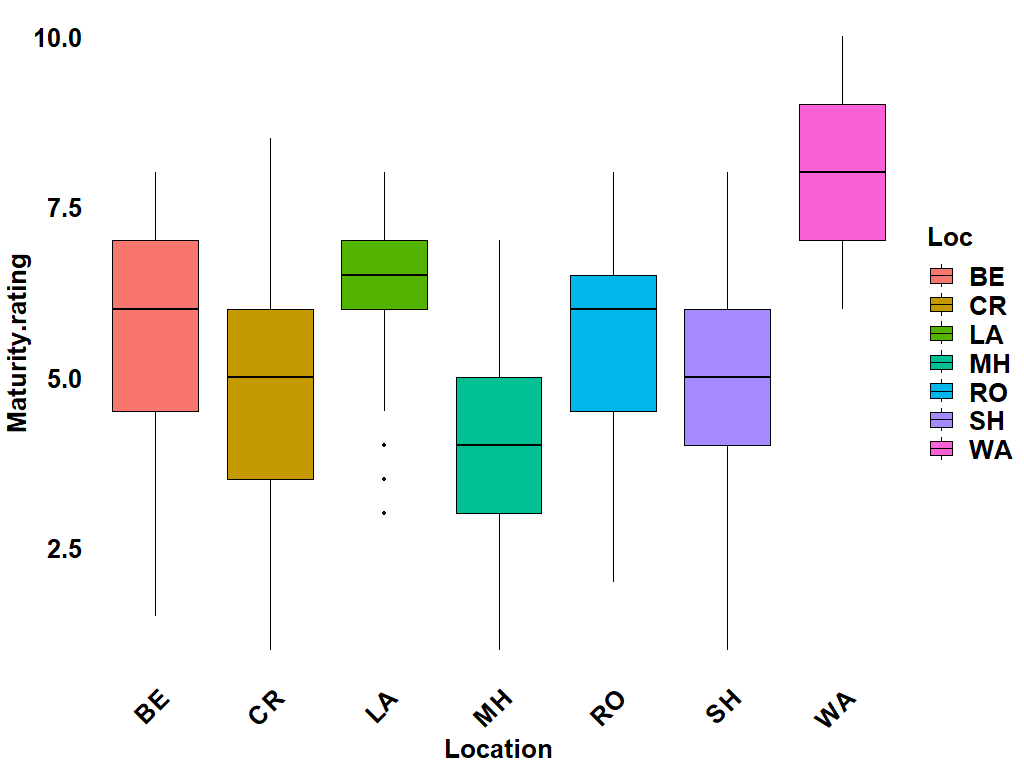 10.0
7.5
5.0
2.5
Maturity.rating
BE
CR
LA
MH
RO
SH
WA
Location
Loc
BE
CR
LA
MH
RO
SH
WA